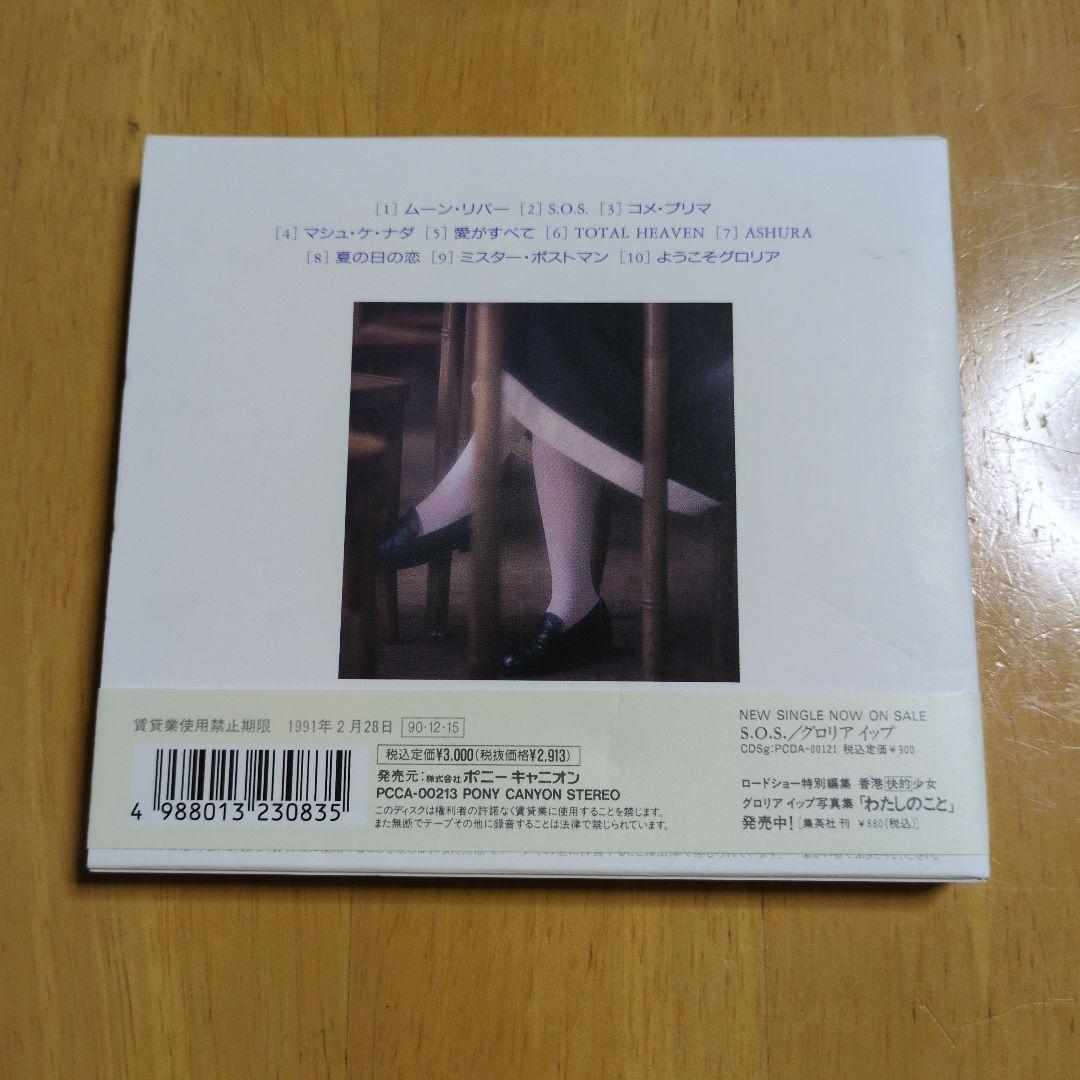 [1] ムーン・リバー [2] S.O.S. [3] コメ・プリマ
[4] マシュ・ケ・ナダ [5] 愛がすべて [6] TOTAL HEAVEN [7] ASHURA
[8] 夏の日の恋 [9] ミスター・ポストマン [10] ようこそグロリア
賃貸業使用禁止期限 1991年2月28日 90・12・15
税込定価¥3,000(税抜価格¥2,913)
発売元:株式会社ポニーキャニオン
PCCA-00213 PONY CANYON STEREO
このディスクは権利者の許諾なく賃貸業に使用することを禁じます。
また無断でテープその他に録音することは法律で禁じられています。
4 988013 230835
NEW SINGLE NOW ON SALE
S.O.S./グロリア イップ
CDSg:PCDA-00121 税込定価¥900
ロードショー特別編集 香港快的少女
グロリア イップ写真集「わたしのこと」
発売中![集英社刊 ¥880(税込)]